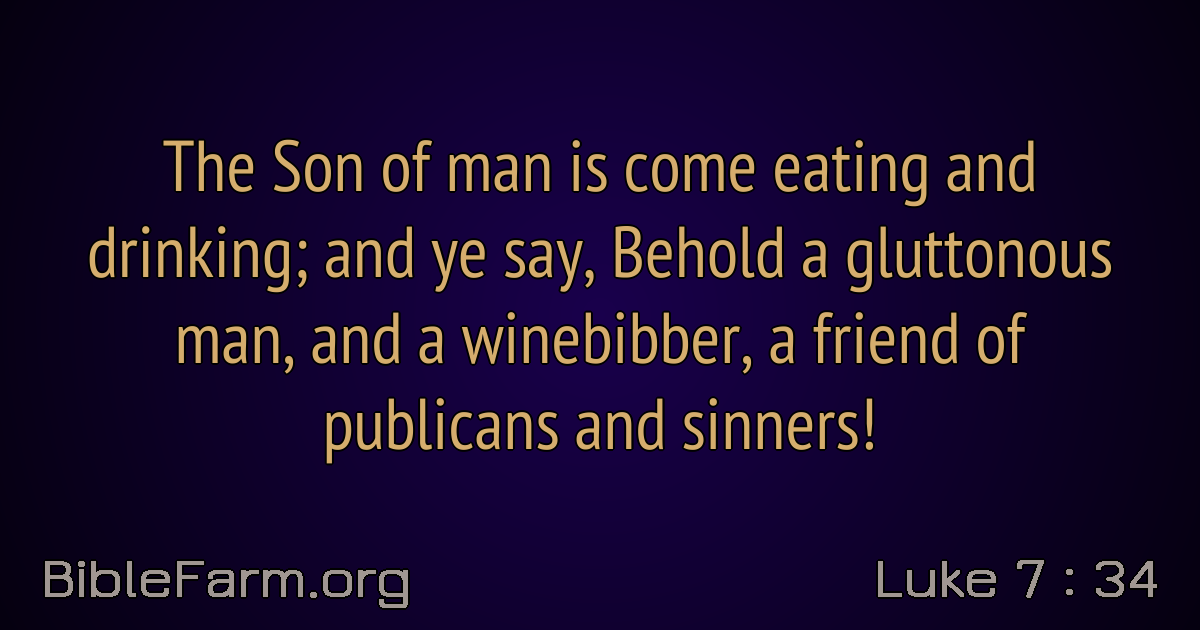 The Son of man is come eating and
drinking; and ye say, Behold a gluttonous
man, and a winebibber, a friend of
publicans and sinners!
BibleFarm.org
Luke 7 : 34